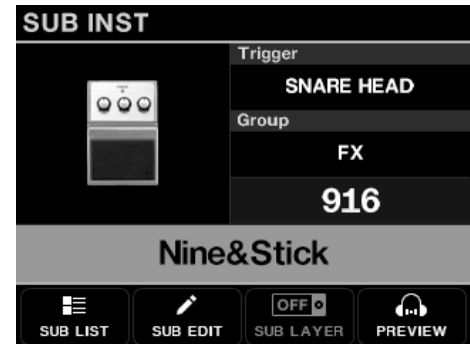 SUB INST
Trigger
SNARE HEAD
Group
FX
916
Nine&Stick
OFF
SUB LIST SUB EDIT SUB LAYER PREVIEW